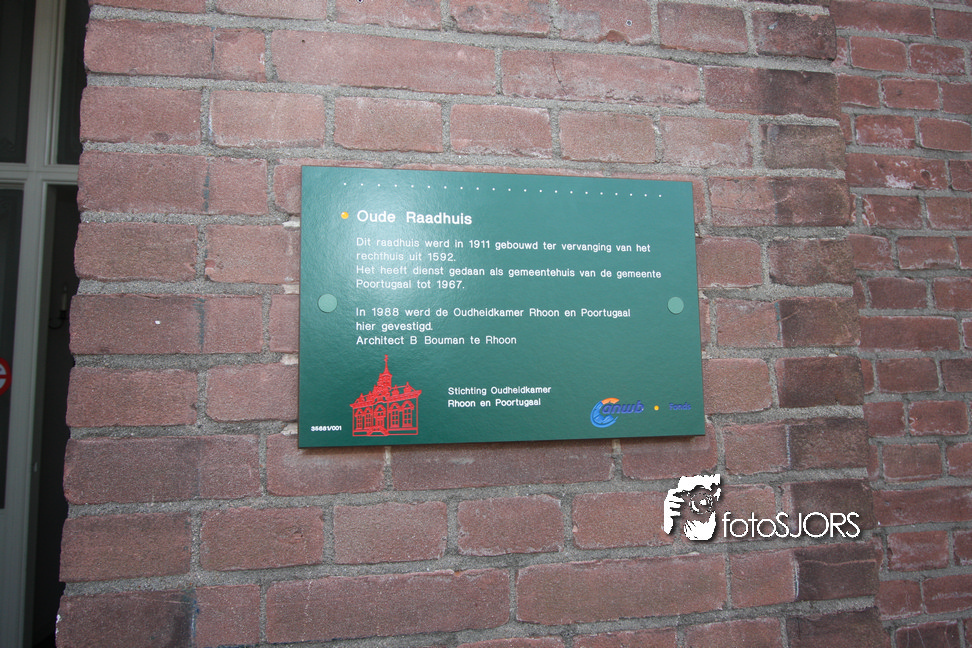 Oude Raadhuis
Dit raadhuis werd in 1911 gebouwd ter vervanging van het
rechthuis uit 1592.
Het heeft dienst gedaan als gemeentehuis van de gemeente
Poortugaal tot 1967.
In 1988 werd de Oudheidkamer Rhoon en Poortugaal
hier gevestigd.
Architect B Bouman te Rhoon
Stichting Oudheidkamer
Rhoon en Poortugaal
35681/001
anwb
fotoSJORS